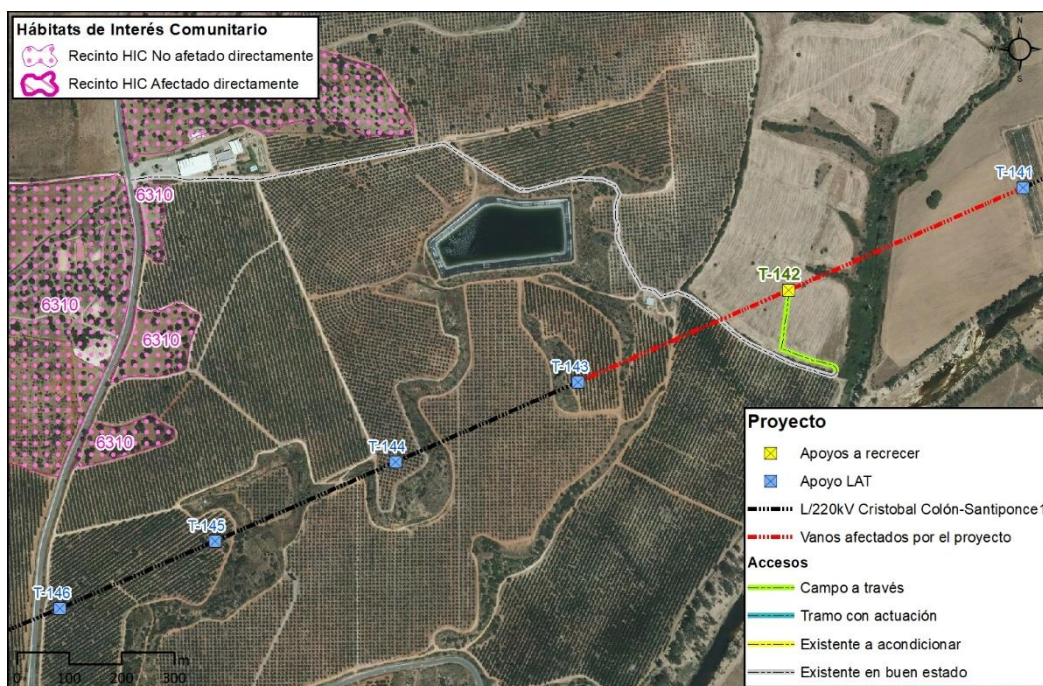 Hábitats de Interés Comunitario
Recinto HIC No afetado directamente
Recinto HIC Afectado directamente
N
S
6310
T-141
6310
T-142
6310
T-143
6310
T-144
T-145
T-146
0 100 200 300
m
Proyecto
Apoyos a recrecer
Apoyo LAT
L/220kV Cristobal Colón-Santiponce1
Vanos afectados por el proyecto
Accesos
Campo a través
Tramo con actuación
Existente a acondicionar
Existente en buen estado